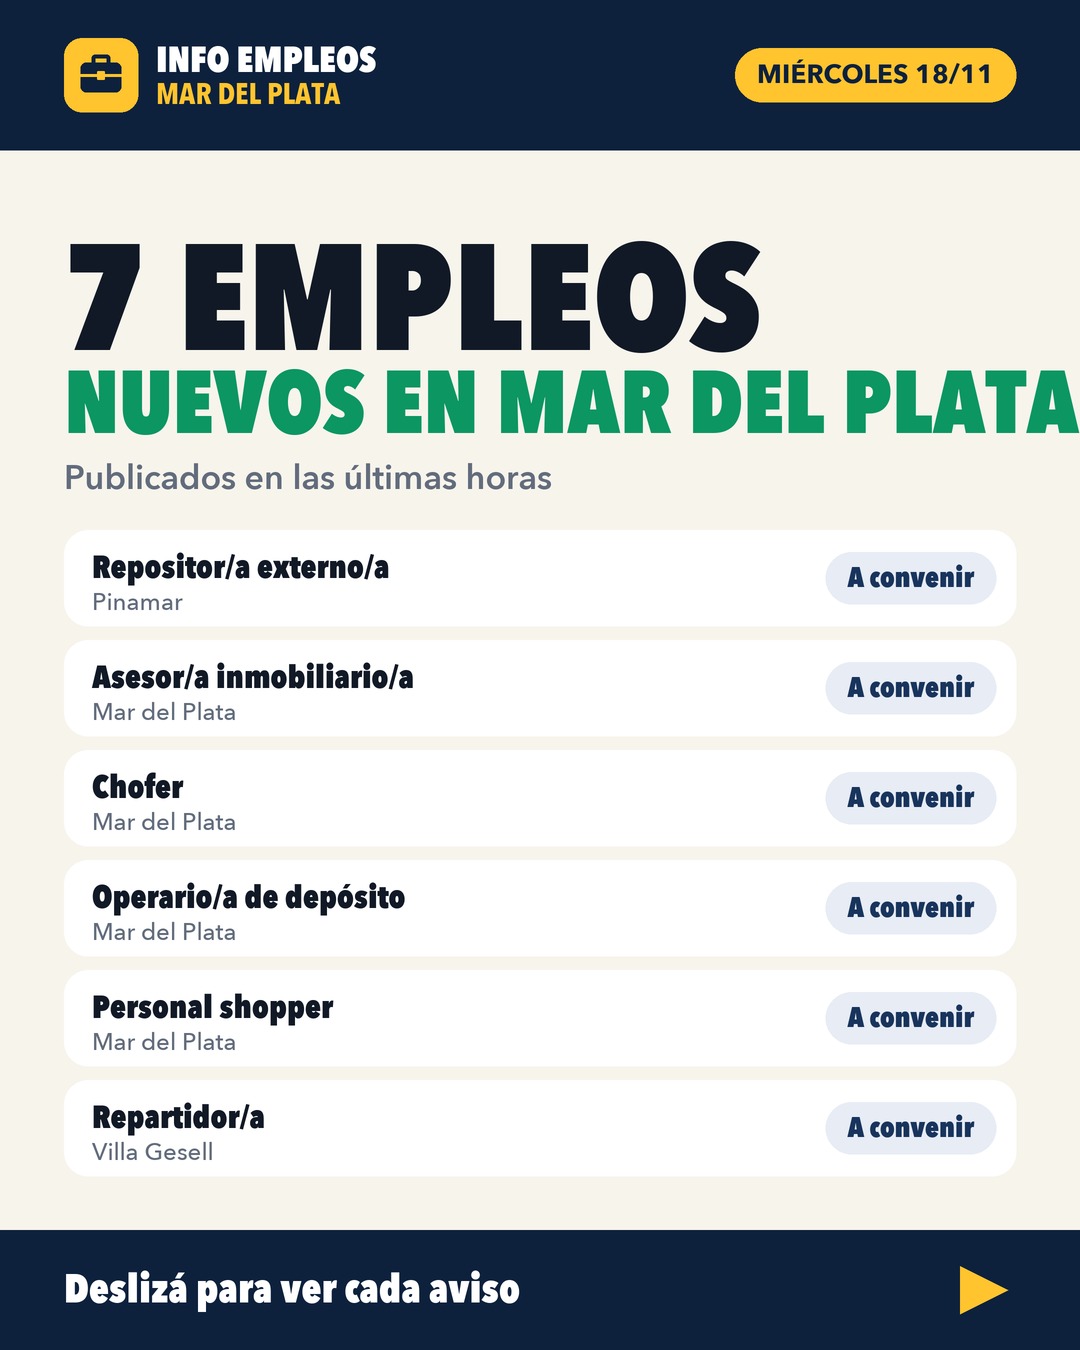 INFO EMPLEOS
MAR DEL PLATA
MIÉRCOLES 18/11
7 EMPLEOS
NUEVOS EN MAR DEL PLATA
Publicados en las últimas horas
Repositor/a externo/a
Pinamar
A convenir
Asesor/a inmobiliario/a
Mar del Plata
A convenir
Chofer
Mar del Plata
A convenir
Operario/a de depósito
Mar del Plata
A convenir
Personal shopper
Mar del Plata
A convenir
Repartidor/a
Villa Gesell
A convenir
Deslizá para ver cada aviso